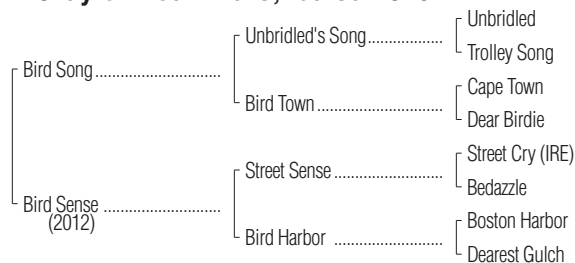 Unbridled
Unbridled's Song
Trolley Song
Bird Song
Cape Town
Bird Town
Dear Birdie
Street Cry (IRE)
Street Sense
Bedazzle
Bird Sense
(2012)
Boston Harbor
Bird Harbor
Dearest Gulch